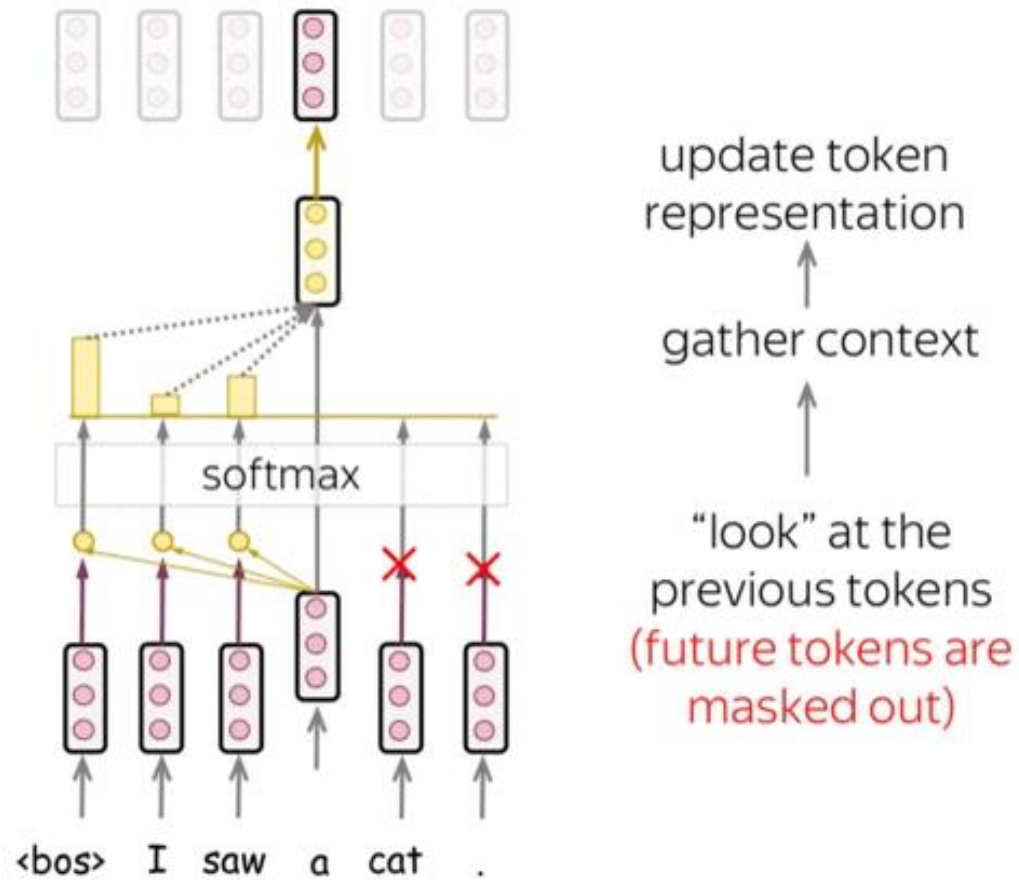 update token
representation
gather context
softmax
“look” at the
previous tokens
(future tokens are
masked out)
<bos> I saw a cat .